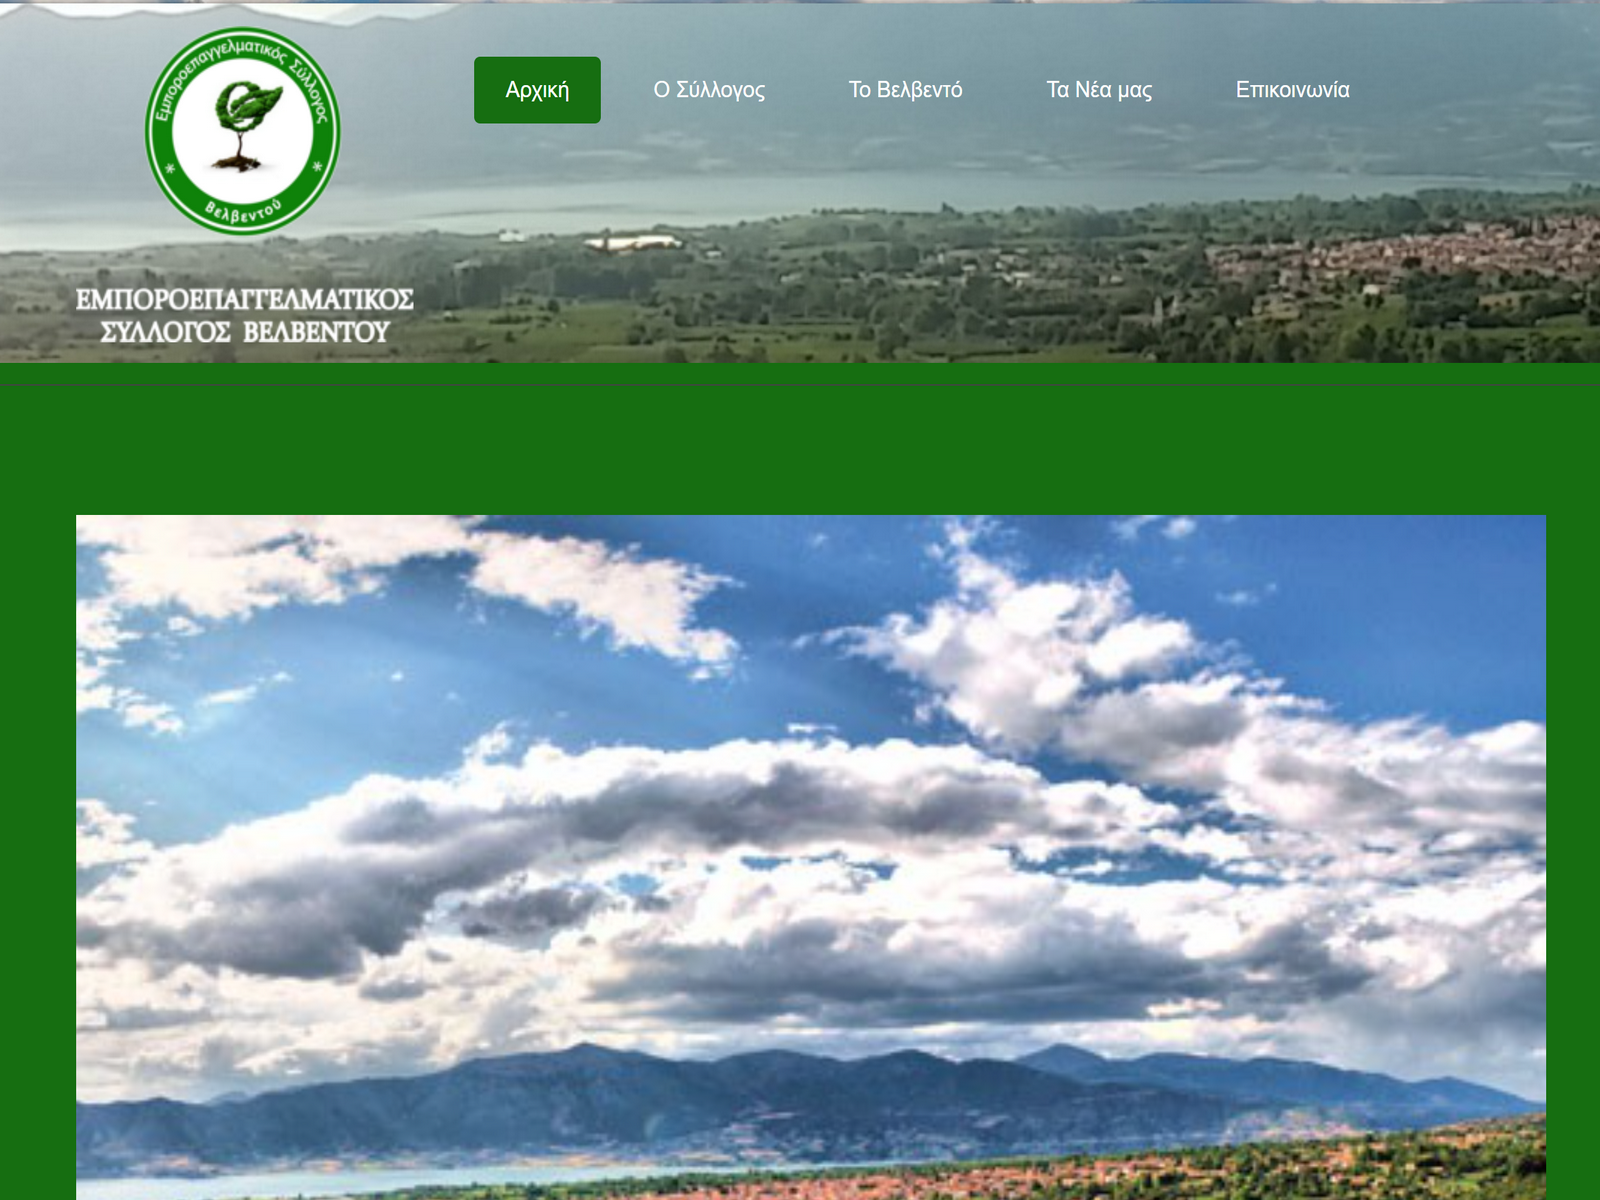 Εμποροεπαγγελματικός Σύλλογος
* Βελβεντού *
ΕΜΠΟΡΟΕΠΑΓΓΕΛΜΑΤΙΚΟΣ
ΣΥΛΛΟΓΟΣ ΒΕΛΒΕΝΤΟΥ
Αρχική
Ο Σύλλογος
Το Βελβεντό
Τα Νέα μας
Επικοινωνία